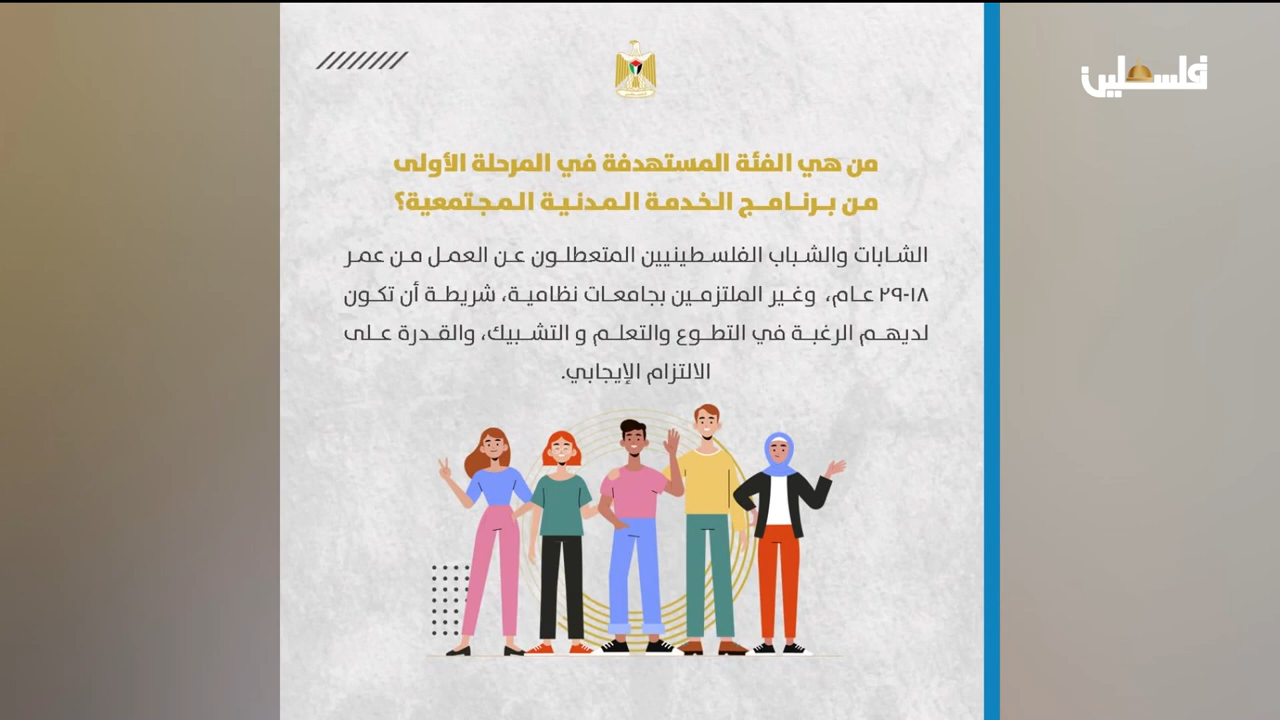 فلسطين
من هي الفئة المستهدفة في المرحلة الأولى
من برنامج الخدمة المدنية المجتمعية؟
الشابات والشباب الفلسطينيين المتعطلون عن العمل من عمر
١٨-٢٩ عام، وغير الملتزمين بجامعات نظامية، شريطة أن تكون
لديهم الرغبة في التطوع والتعلم و التشبيك، والقدرة على
الالتزام الإيجابي.